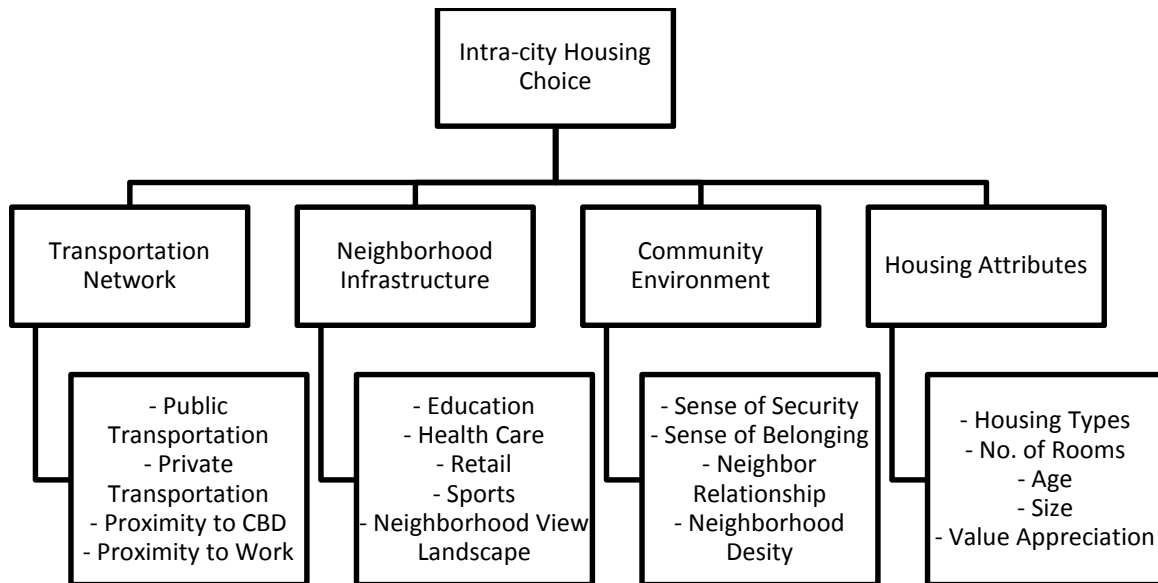 Intra-city Housing
Choice
Transportation
Network
Neighborhood
Infrastructure
Community
Environment
Housing Attributes
- Public
Transportation
- Private
Transportation
- Proximity to CBD
- Proximity to Work
- Education
- Health Care
- Retail
- Sports
- Neighborhood View
Landscape
- Sense of Security
- Sense of Belonging
- Neighbor
Relationship
- Neighborhood
Desity
- Housing Types
- No. of Rooms
- Age
- Size
- Value Appreciation